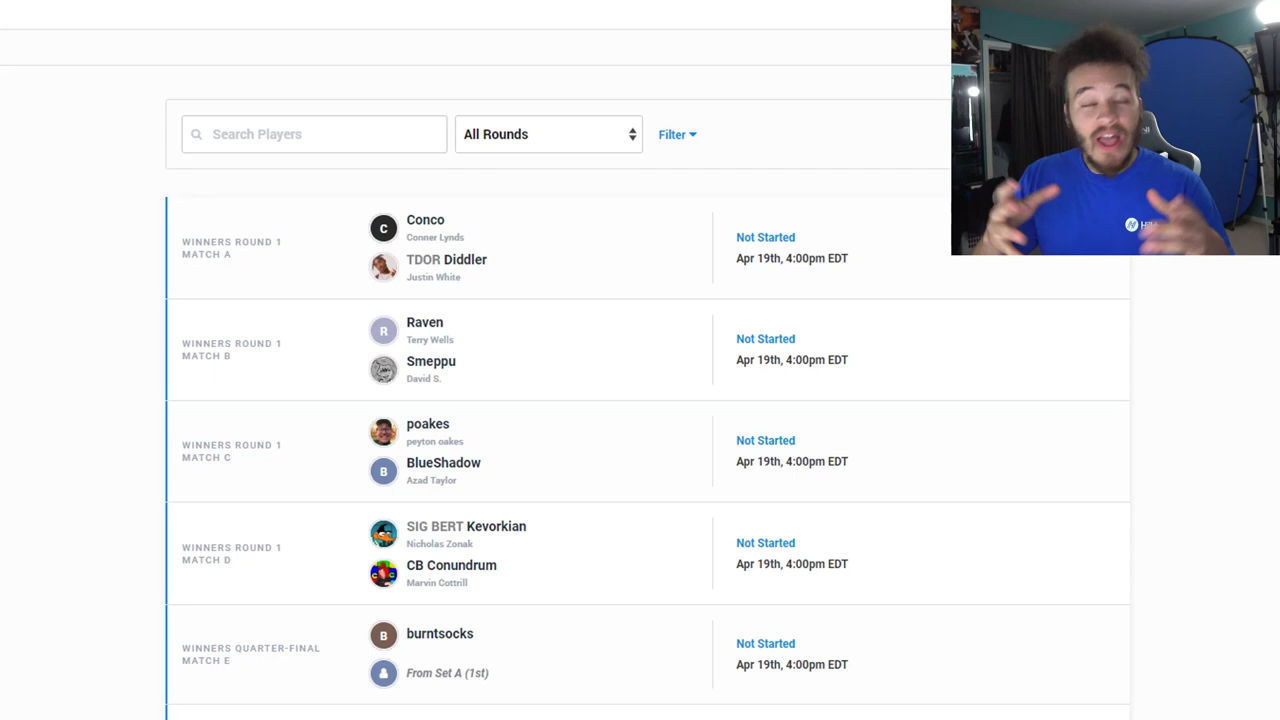 Search Players
All Rounds
Filter
WINNERS ROUND 1
MATCH A
C
Conco
Conner Lynds
TDOR Diddler
Justin White
Not Started
Apr 19th, 4:00pm EDT
WINNERS ROUND 1
MATCH B
R
Raven
Terry Wells
Smeppu
David S.
Not Started
Apr 19th, 4:00pm EDT
WINNERS ROUND 1
MATCH C
poakes
peyton oakes
B
BlueShadow
Azad Taylor
Not Started
Apr 19th, 4:00pm EDT
WINNERS ROUND 1
MATCH D
SIG BERT Kevorkian
Nicholas Zonak
CB Conundrum
Marvin Cottrill
Not Started
Apr 19th, 4:00pm EDT
WINNERS QUARTER-FINAL
MATCH E
B
burntsocks
From Set A (1st)
Not Started
Apr 19th, 4:00pm EDT